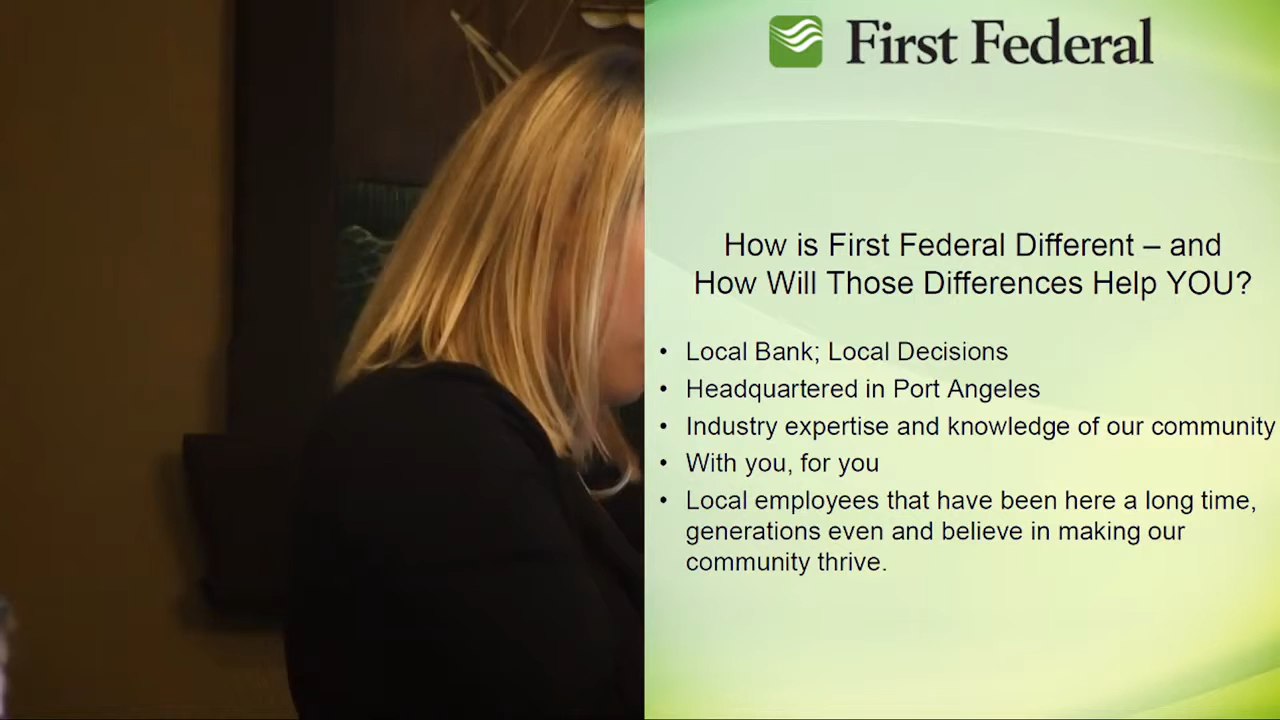 First Federal
How is First Federal Different – and
How Will Those Differences Help YOU?
• Local Bank; Local Decisions
• Headquartered in Port Angeles
• Industry expertise and knowledge of our community
• With you, for you
• Local employees that have been here a long time,
generations even and believe in making our
community thrive.